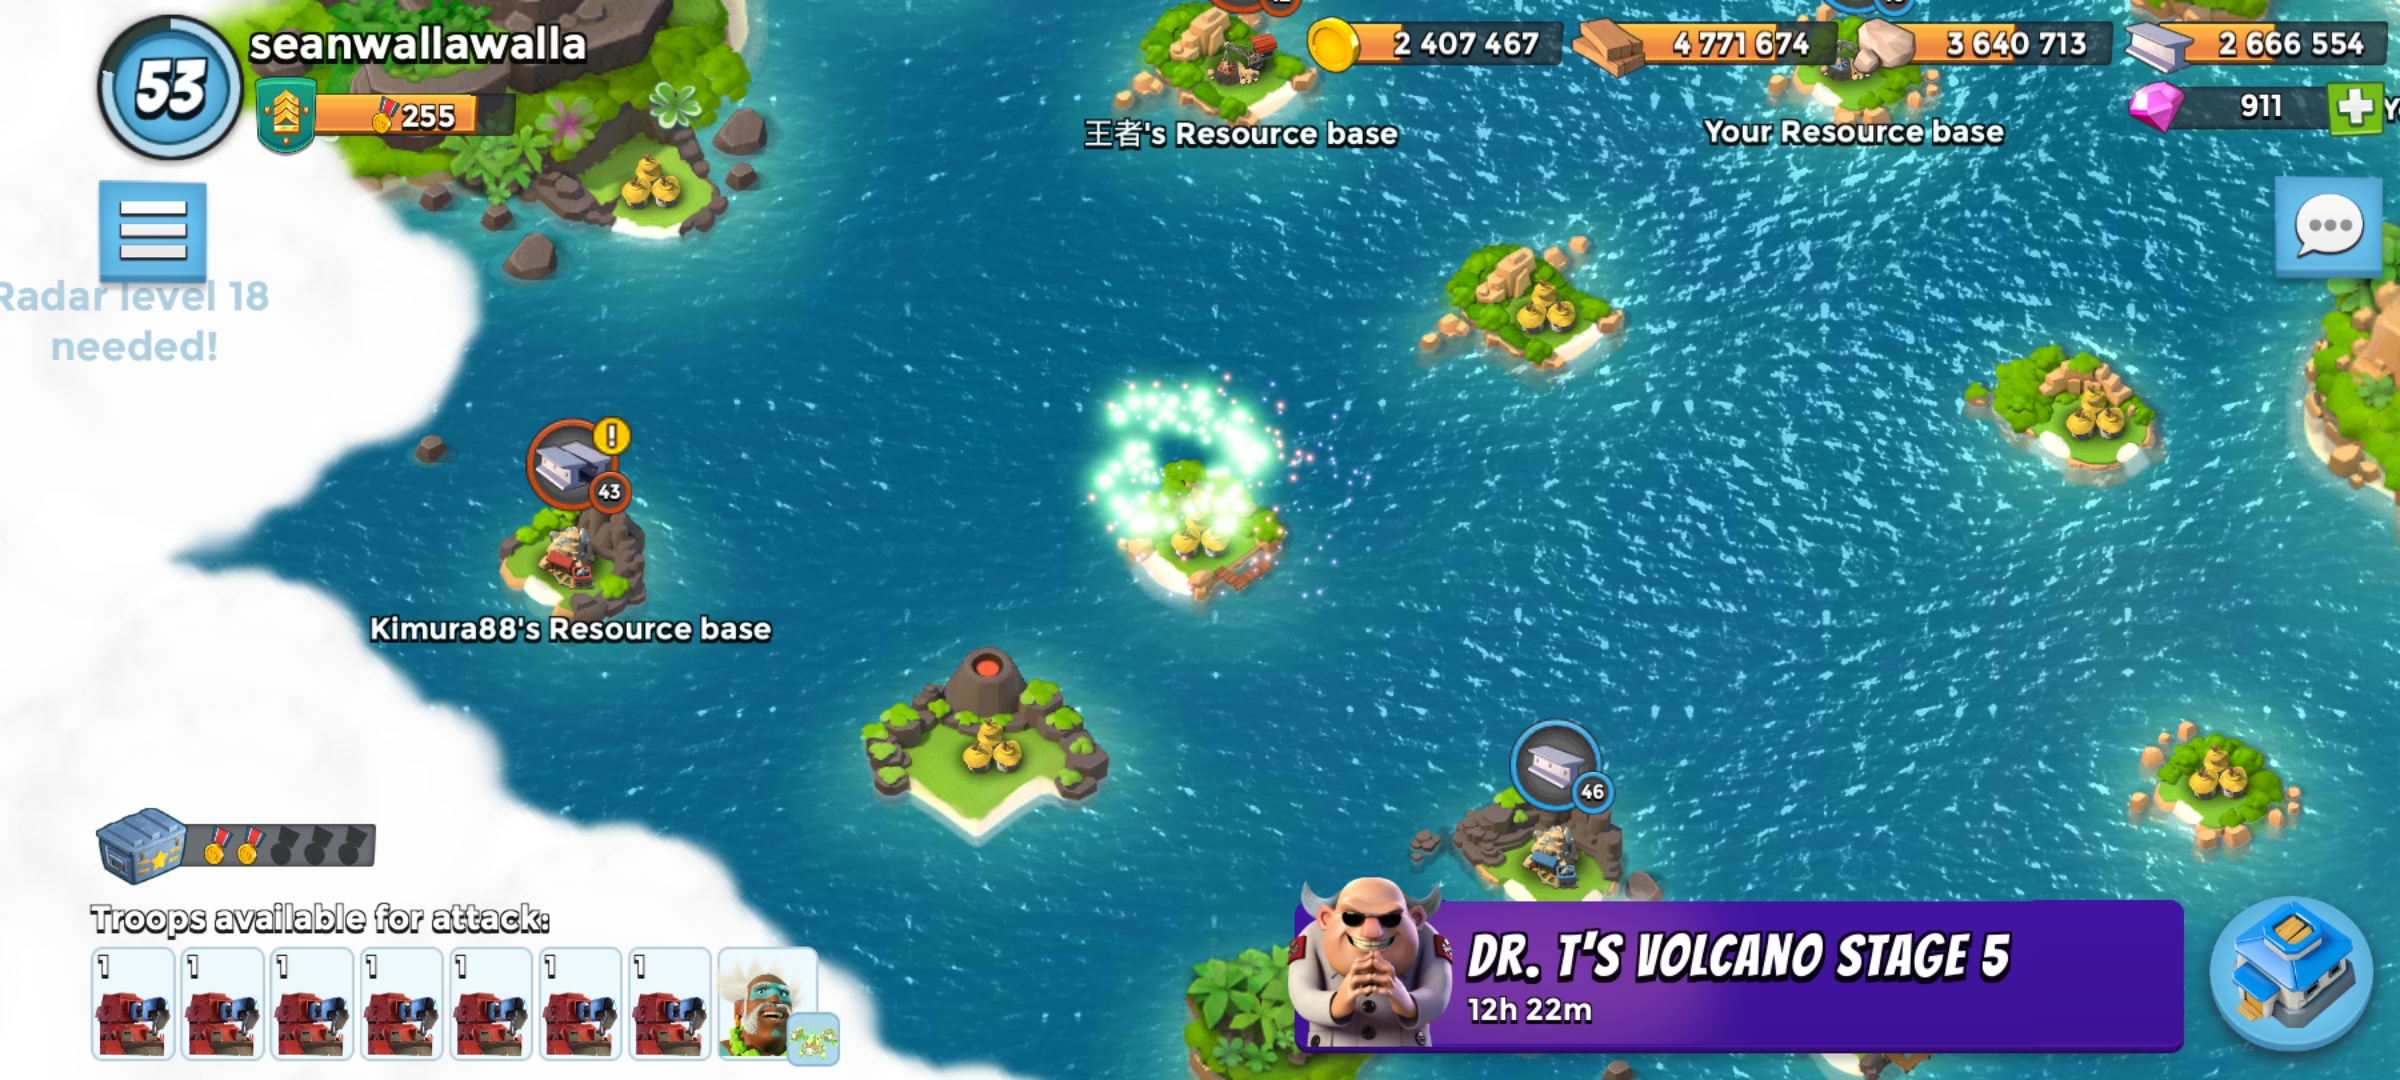 53
seanwallawalla
255
2 407 467
4 771 674
3 640 713
2 666 554
911
王者's Resource base
Your Resource base
Radar level 18
needed!
!
43
Kimura88's Resource base
46
Troops available for attack:
1
1
1
1
1
1
1
DR. T'S VOLCANO STAGE 5
12h 22m